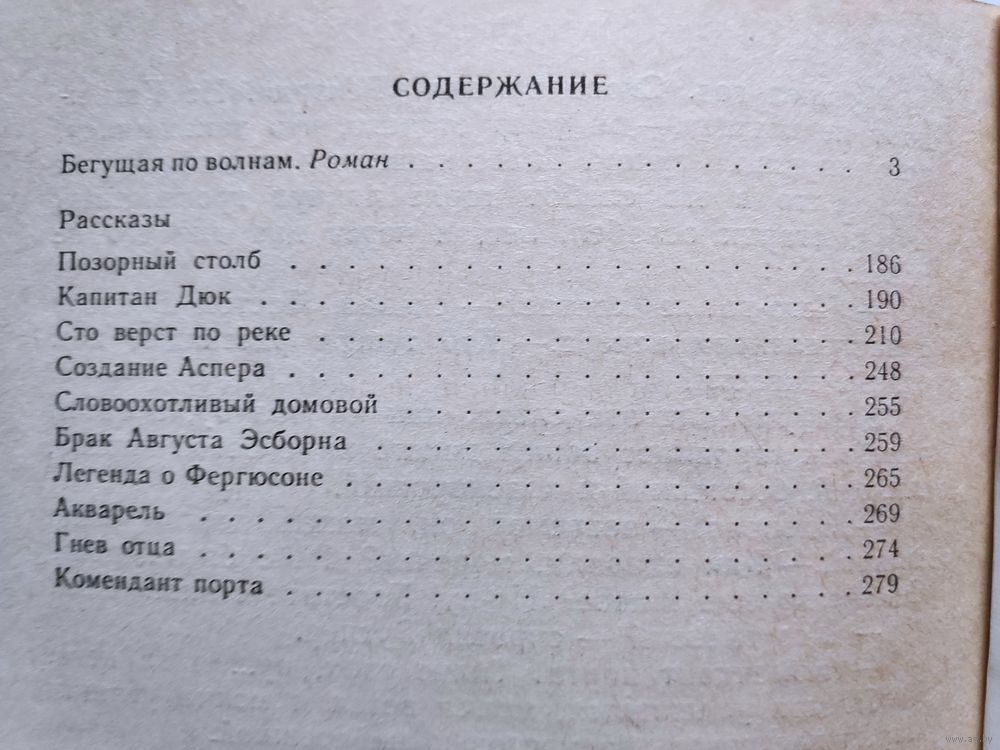 СОДЕРЖАНИЕ
Бегущая по волнам. Роман . . . . . . . . . . . . . . . . 3
Рассказы
Позорный столб . . . . . . . . . . . . . . . . . . . . 186
Капитан Дюк . . . . . . . . . . . . . . . . . . . . . 190
Сто верст по реке . . . . . . . . . . . . . . . . . . . 210
Создание Аспера . . . . . . . . . . . . . . . . . . . . 248
Словоохотливый домовой . . . . . . . . . . . . . . . . 255
Брак Августа Эсборна . . . . . . . . . . . . . . . . . 259
Легенда о Фергюсоне . . . . . . . . . . . . . . . . . . 265
Акварель . . . . . . . . . . . . . . . . . . . . . . . 269
Гнев отца . . . . . . . . . . . . . . . . . . . . . . . 274
Комендант порта . . . . . . . . . . . . . . . . . . . . 279